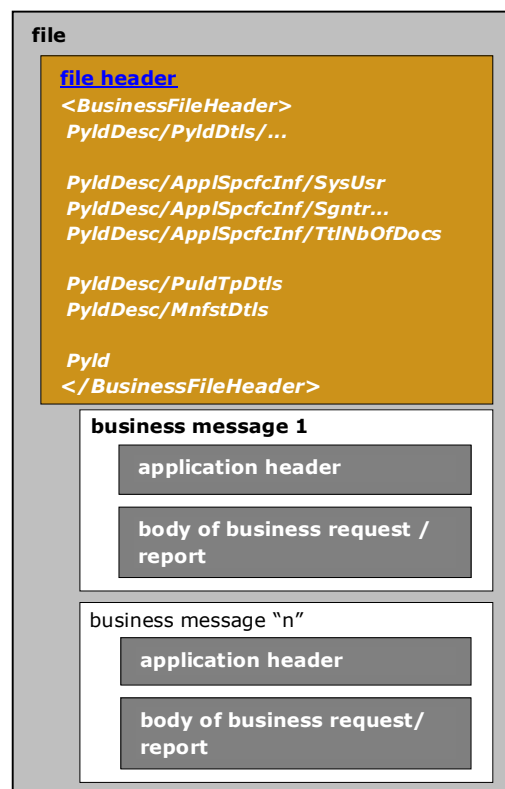 file
file header
<BusinessFileHeader>
PyldDesc/PyldDtls/...
PyldDesc/ApplSpcfcInf/SysUsr
PyldDesc/ApplSpcfcInf/Sgntr...
PyldDesc/ApplSpcfcInf/TtlNbOfDocs
PyldDesc/PuldTpDtls
PyldDesc/MnfstDtls
Pyld
</BusinessFileHeader>
business message 1
application header
body of business request /
report
business message “n”
application header
body of business request/
report